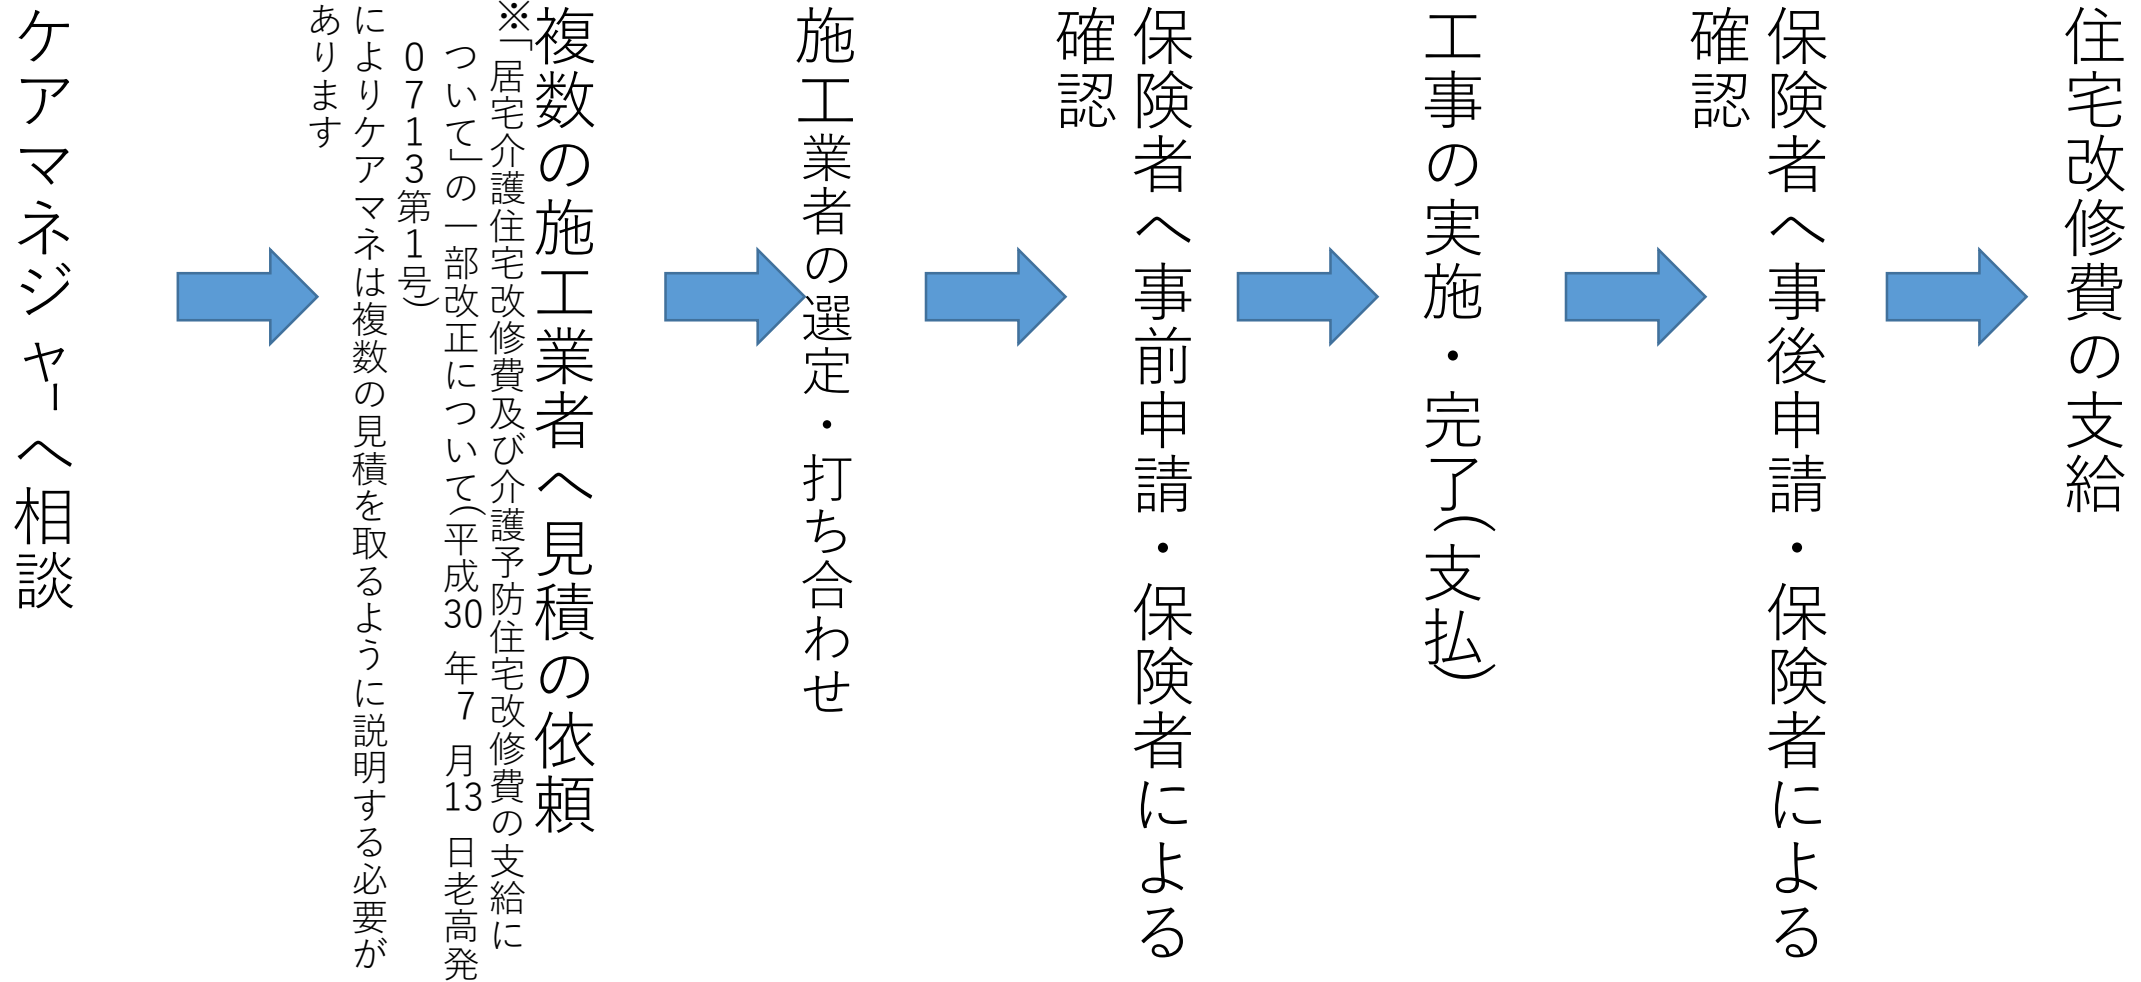 ケアマネジャーへ相談
複数の施工業者へ見積の依頼
※「居宅介護住宅改修費及び介護予防住宅改修費の支給に
ついて」の一部改正について(平成30 年 7 月13 日老高発
0713第1号)
によりケアマネは複数の見積を取るように説明する必要が
あります
施工業者の選定・打ち合わせ
保険者へ事前申請・保険者による
確認
工事の実施・完了(支払)
保険者へ事後申請・保険者による
確認
住宅改修費の支給